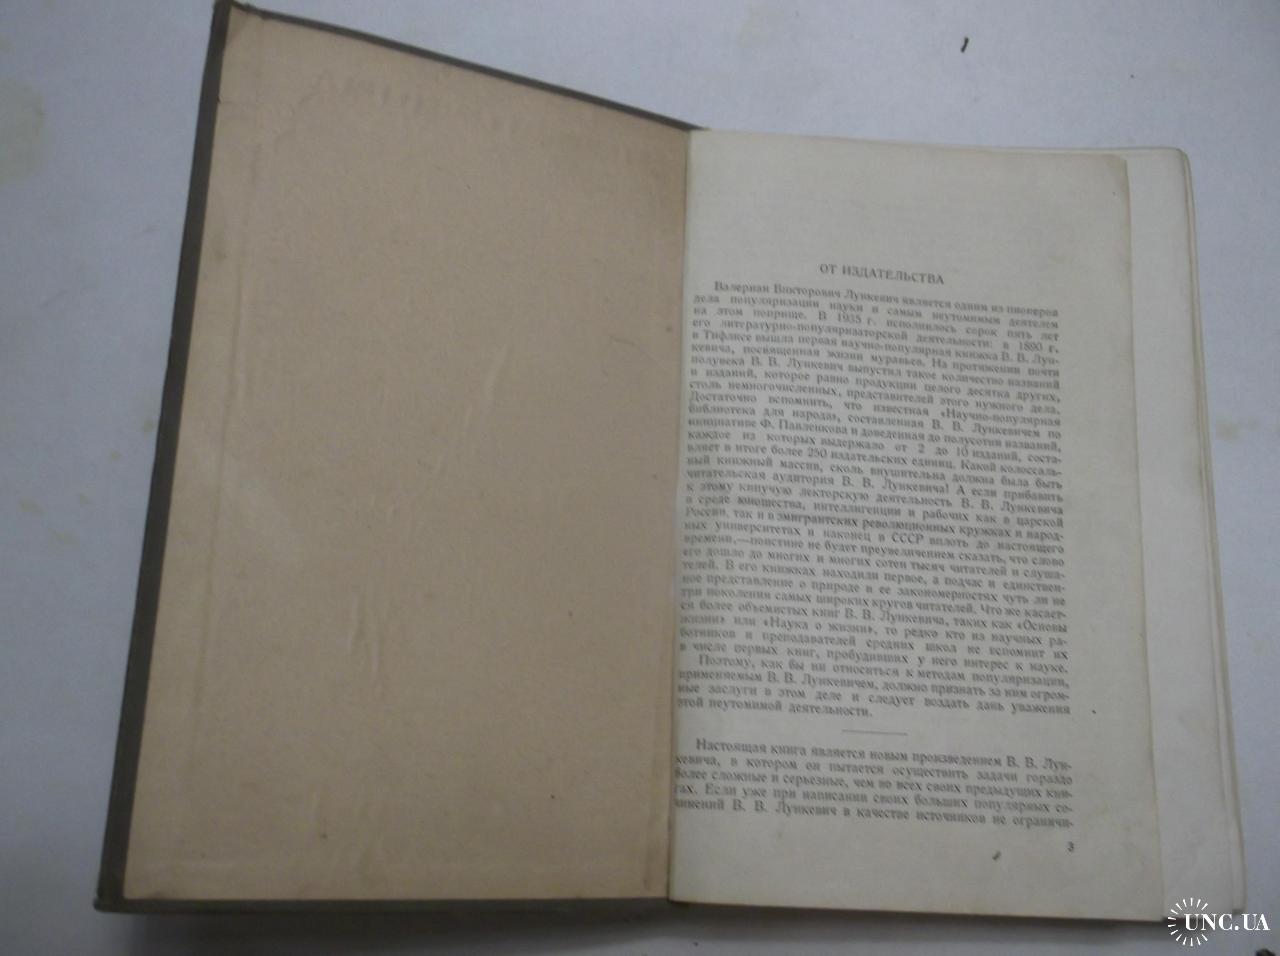 ОТ ИЗДАТЕЛЬСТВА
Валериан Викторович Лункевич является одним из пионеров
дела популяризации науки и самым неутомимым деятелем
на этом поприще. В 1935 г. исполнилось сорок пять лет
его литературно-популяризаторской деятельности: в 1890 г.
в Тифлисе вышла первая научно-популярная книжка В. В. Лун-
кевича, посвященная жизни муравьев. На протяжении почти
полувека В. В. Лункевич выпустил такое количество названий
и изданий, которое равно продукции целого десятка других,
столь немногочисленных, представителей этого нужного дела.
Достаточно вспомнить, что известная «Научно-популярная
библиотека для народа», составленная В. В. Лункевичем по
инициативе Ф. Павленкова и доведенная до полусотни названий,
каждое из которых выдержало от 2 до 10 изданий, соста-
вляет в итоге более 250 издательских единиц. Какой колоссаль-
ный книжный массив, сколь внушительна должна была быть
читательская аудитория В. В. Лункевича! А если прибавить
к этому кипучую лекторскую деятельность В. В. Лункевича
в среде юношества, интеллигенции и рабочих как в царской
России, так и в эмигрантских революционных кружках и народ-
ных университетах и наконец в СССР вплоть до настоящего
времени,—поистине не будет преувеличением сказать, что слово
его дошло до многих и многих сотен тысяч читателей и слуша-
телей. В его книжках находили первое, а подчас и единствен-
ное представление о природе и ее закономерностях чуть ли не
три поколения самых широких кругов читателей. Что же касает-
ся более объемистых книг В. В. Лункевича, таких как «Основы
жизни» или «Наука о жизни», то редко кто из научных ра-
ботников и преподавателей средних школ не вспомнит их
в числе первых книг, пробудивших у него интерес к науке.
Поэтому, как бы ни относиться к методам популяризации,
применяемым В. В. Лункевичем, должно признать за ним огром-
ные заслуги в этом деле и следует воздать дань уважения
этой неутомимой деятельности.
Настоящая книга является новым произведением В. В. Лун-
кевича, в котором он пытается осуществить задачи гораздо
более сложные и серьезные, чем во всех своих предыдущих кни-
гах. Если уже при написании своих больших популярных со-
чинений В. В. Лункевич в качестве источников не ограничи-
3
UNC.UA